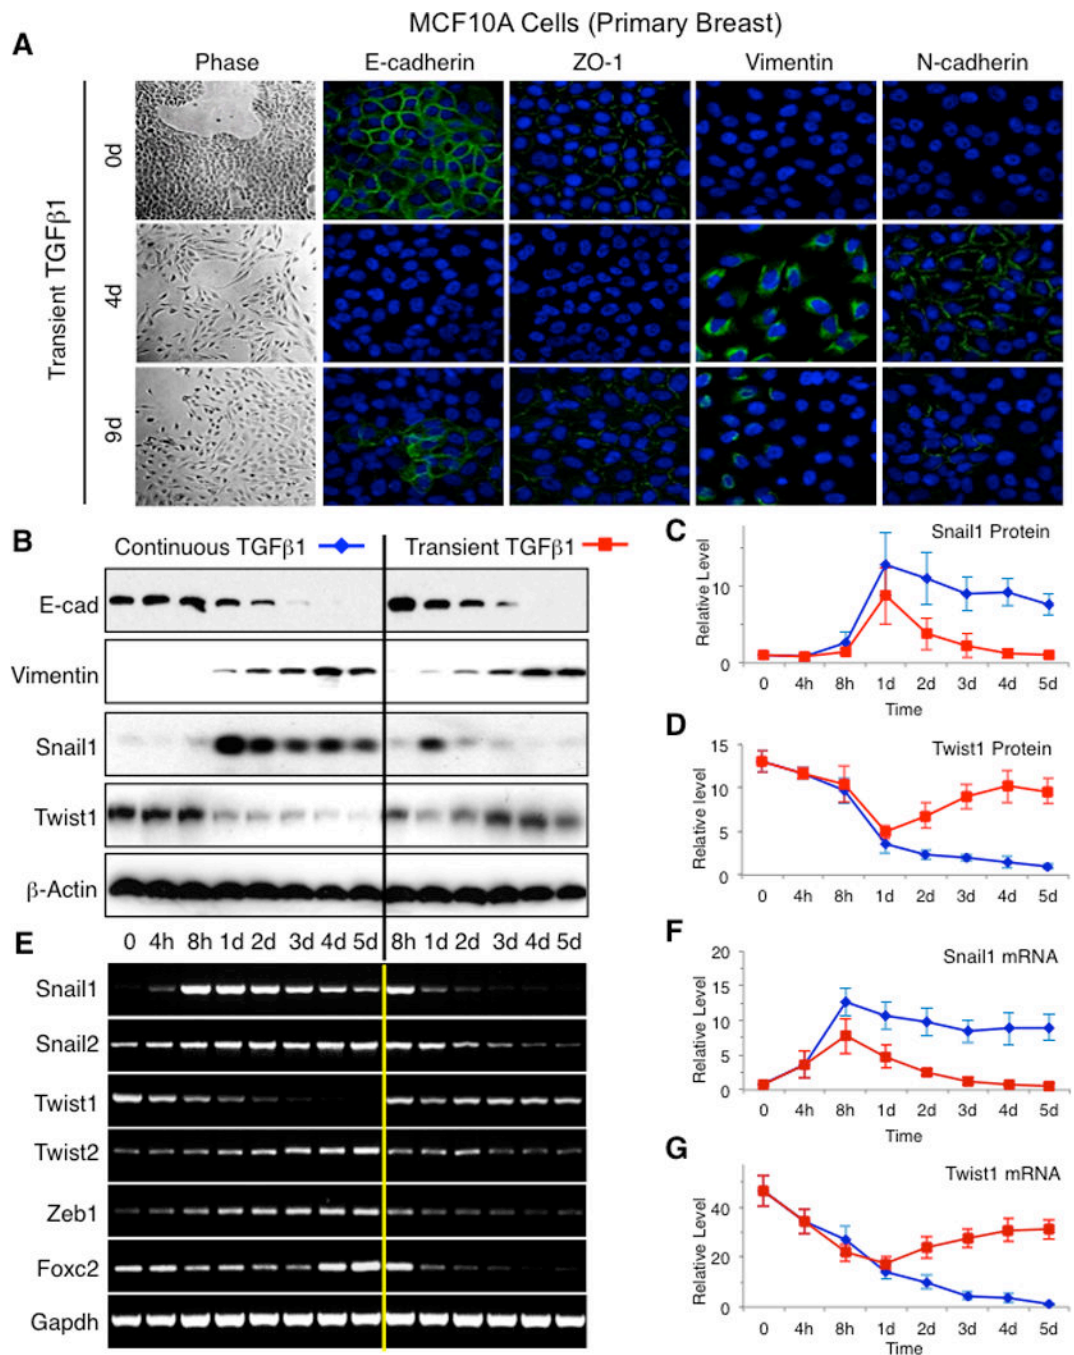 MCF10A Cells (Primary Breast)
A
Phase E-cadherin ZO-1 Vimentin N-cadherin
Transient TGFβ1
0d
4d
9d
B
Continuous TGFβ1 Transient TGFβ1
E-cad
Vimentin
Snail1
Twist1
β-Actin
0 4h 8h 1d 2d 3d 4d 5d 8h 1d 2d 3d 4d 5d
C
Snail1 Protein
Relative Level
10
0
0 4h 8h 1d 2d 3d 4d 5d
Time
D
Twist1 Protein
Relative level
15
10
5
0
0 4h 8h 1d 2d 3d 4d 5d
Time
E
Snail1
Snail2
Twist1
Twist2
Zeb1
Foxc2
Gapdh
F
Snail1 mRNA
Relative Level
20
15
10
5
0
0 4h 8h 1d 2d 3d 4d 5d
Time
G
Twist1 mRNA
Relative Level
40
20
0
0 4h 8h 1d 2d 3d 4d 5d
Time